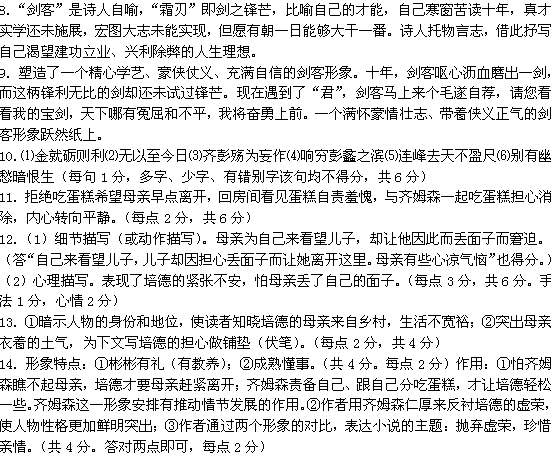 8. “剑客”是诗人自喻，“霜刃”即剑之锋芒，比喻自己的才能，自己寒窗苦读十年，真才
实学还未施展，宏图大志未能实现，但愿有朝一日能够大干一番。诗人托物言志，借此抒写
自己渴望建功立业、兴利除弊的人生理想。
9. 塑造了一个精心学艺、豪侠仗义、充满自信的剑客形象。十年，剑客呕心沥血磨出一剑，
而这柄锋利无比的剑却还未试过锋芒。现在遇到了“君”，剑客马上来个毛遂自荐，请您看
看我的宝剑，天下哪有冤屈和不平，我将奋勇上前。一个满怀豪情壮志、带着侠义正气的剑
客形象跃然纸上。
10. ⑴金就砺则利⑵无以至今日⑶齐彭殇为妄作⑷响穷彭蠡之滨⑸连峰去天不盈尺⑹别有幽
愁暗恨生（每句 1 分，多字、少字、有错别字该句均不得分，共 6 分）
11. 拒绝吃蛋糕希望母亲早点离开，回房间看见蛋糕自责羞愧，与齐姆森一起吃蛋糕担心消
除，内心转向平静。（每点 2 分，共 6 分）
12.（1）细节描写（或动作描写）。母亲为自己来看望儿子，却让他因此而丢面子而窘迫。
（答“自己来看望儿子，儿子却因担心丢面子而让她离开这里。母亲有些心凉气恼”也得分。）
（2）心理描写。表现了培德的紧张不安，怕母亲丢了自己的面子。（每点 3 分，共 6 分。手
法 1 分，心情 2 分）
13. ①暗示人物的身份和地位，使读者知晓培德的母亲来自乡村，生活不宽裕；②突出母亲
衣着的土气，为下文写培德的担心做铺垫（伏笔）。（每点 2 分，共 4 分）
14. 形象特点：①彬彬有礼（有教养）；②成熟懂事。（共 4 分。每点 2 分）作用：①怕齐姆
森瞧不起母亲，培德才要母亲赶紧离开；齐姆森责备自己、跟自己分吃蛋糕，才让培德轻松
一些。齐姆森这一形象安排有推动情节发展的作用。②作者用齐姆森仁厚来反衬培德的虚荣，
使人物性格更加鲜明突出；③作者通过两个形象的对比，表达小说的主题：抛弃虚荣，珍惜
亲情。（共 4 分。答对两点即可，每点 2 分）